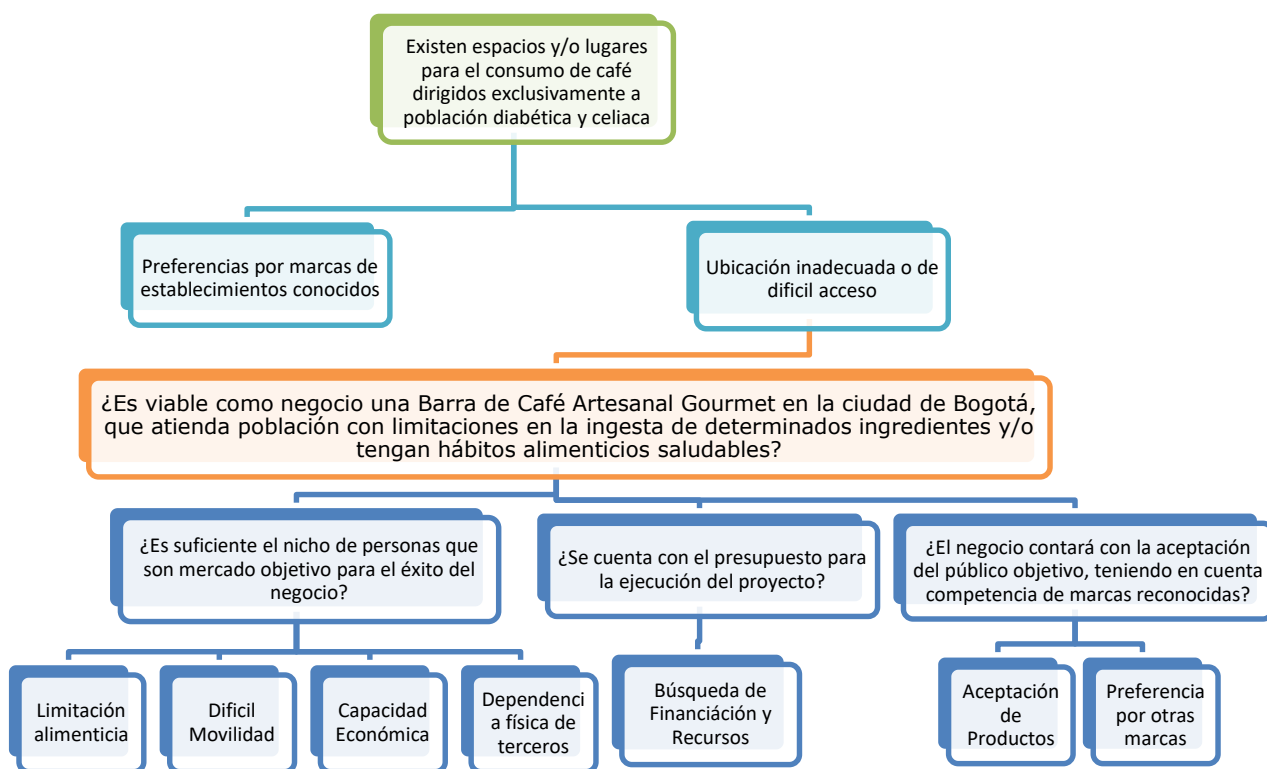 Existen espacios y/o lugares
para el consumo de café
dirigidos exclusivamente a
población diabética y celiaca
Preferencias por marcas de
establecimientos conocidos
Ubicación inadecuada o de
dificil acceso
¿Es viable como negocio una Barra de Café Artesanal Gourmet en la ciudad de Bogotá,
que atienda población con limitaciones en la ingesta de determinados ingredientes y/o
tengan hábitos alimenticios saludables?
¿Es suficiente el nicho de personas que
son mercado objetivo para el éxito del
negocio?
¿Se cuenta con el presupuesto para
la ejecución del proyecto?
¿El negocio contará con la aceptación
del público objetivo, teniendo en cuenta
competencia de marcas reconocidas?
Limitación
alimenticia
Dificil
Movilidad
Capacidad
Económica
Dependenci
a física de
terceros
Búsqueda de
Financiáción y
Recursos
Aceptación
de
Productos
Preferencia
por otras
marcas